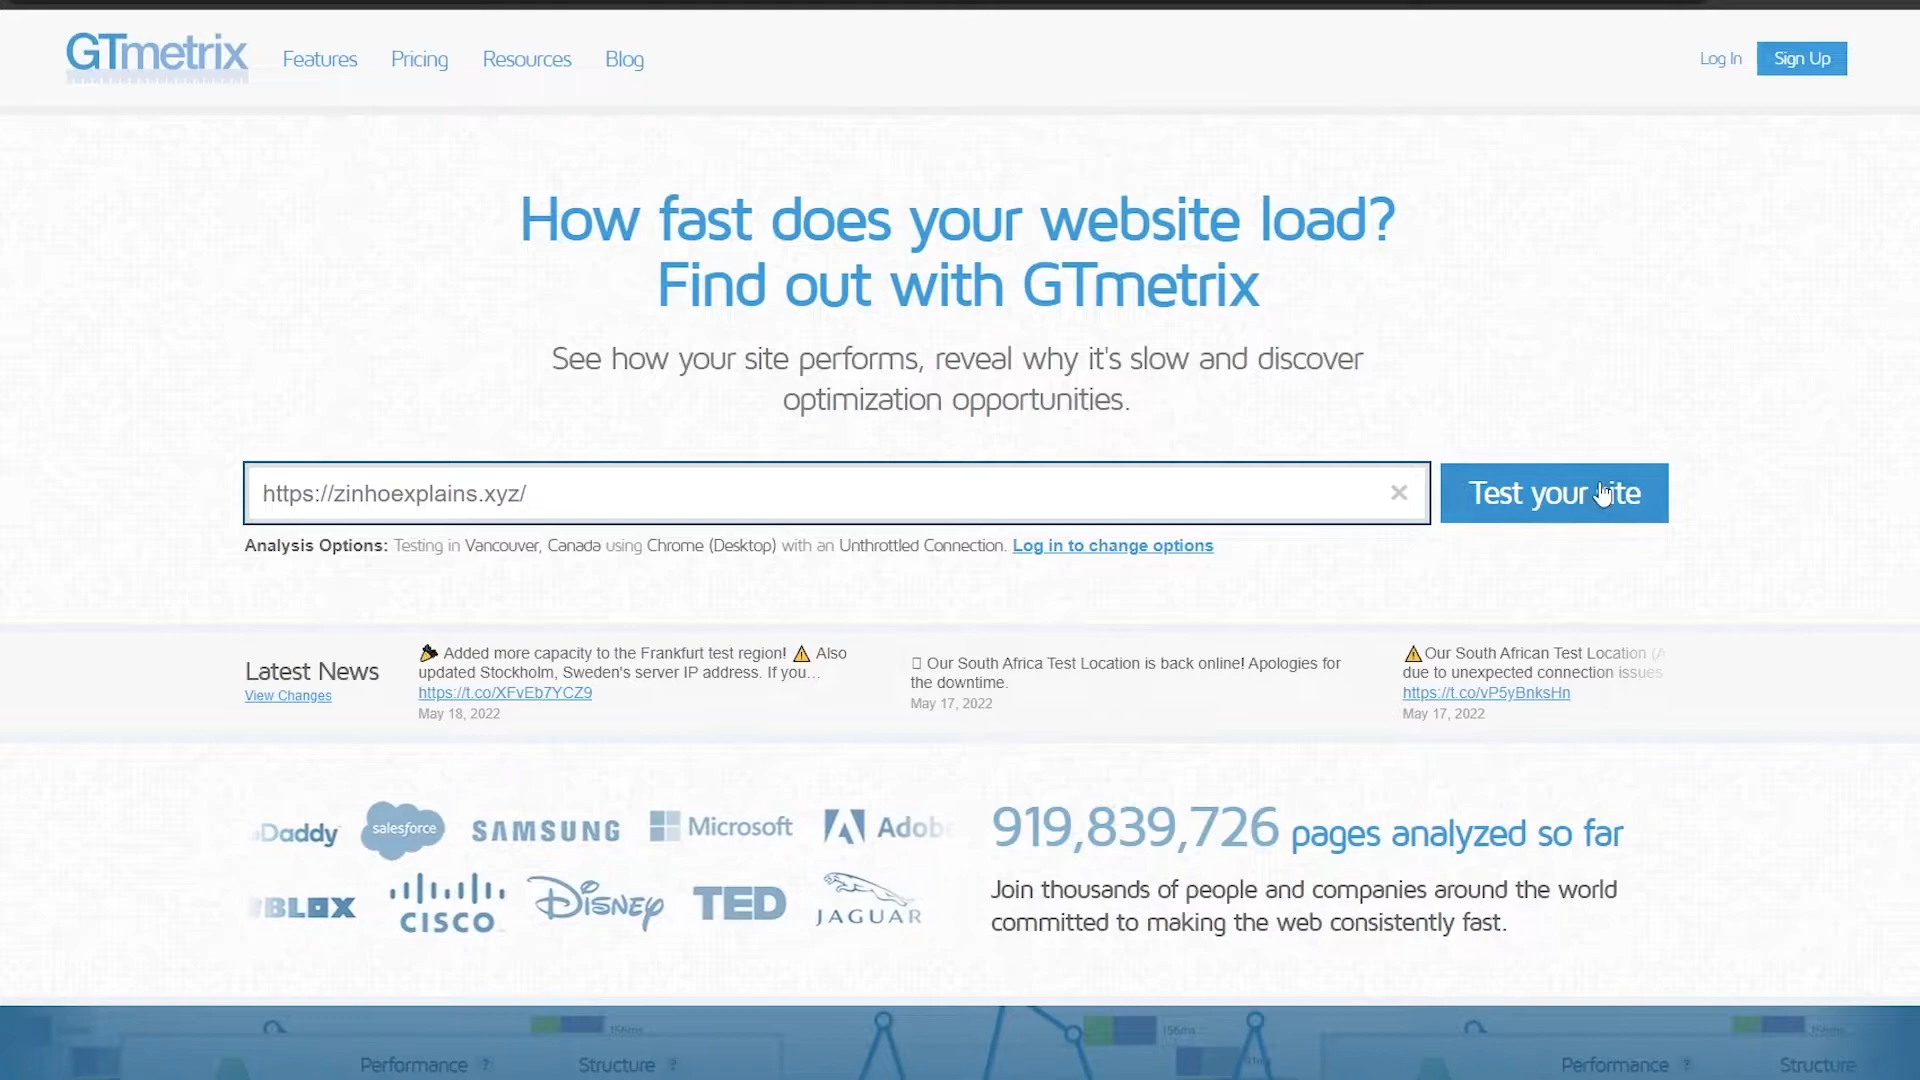 GTmetrix
Features
Pricing
Resources
Blog
Log In
Sign Up
How fast does your website load?
Find out with GTmetrix
See how your site performs, reveal why it's slow and discover
optimization opportunities.
https://zinhoexplains.xyz/
Test your site
Analysis Options: Testing in Vancouver, Canada using Chrome (Desktop) with an Unthrottled Connection. Log in to change options
Latest News
View Changes
Added more capacity to the Frankfurt test region! ⚠ Also
updated Stockholm, Sweden's server IP address. If you...
https://t.co/XFvEb7YCZ9
May 18, 2022
Our South Africa Test Location is back online! Apologies for
the downtime.
May 17, 2022
Our South African Test Location (A
due to unexpected connection issues
https://t.co/vP5yBnksHn
May 17, 2022
Daddy
salesforce
SAMSUNG
Microsoft
Adobe
BLOX
CISCO
DISNEY
TED
JAGUAR
919,839,726 pages analyzed so far
Join thousands of people and companies around the world
committed to making the web consistently fast.
156ms
156ms
Performance ?
Structure ?
Performance ?
Structure